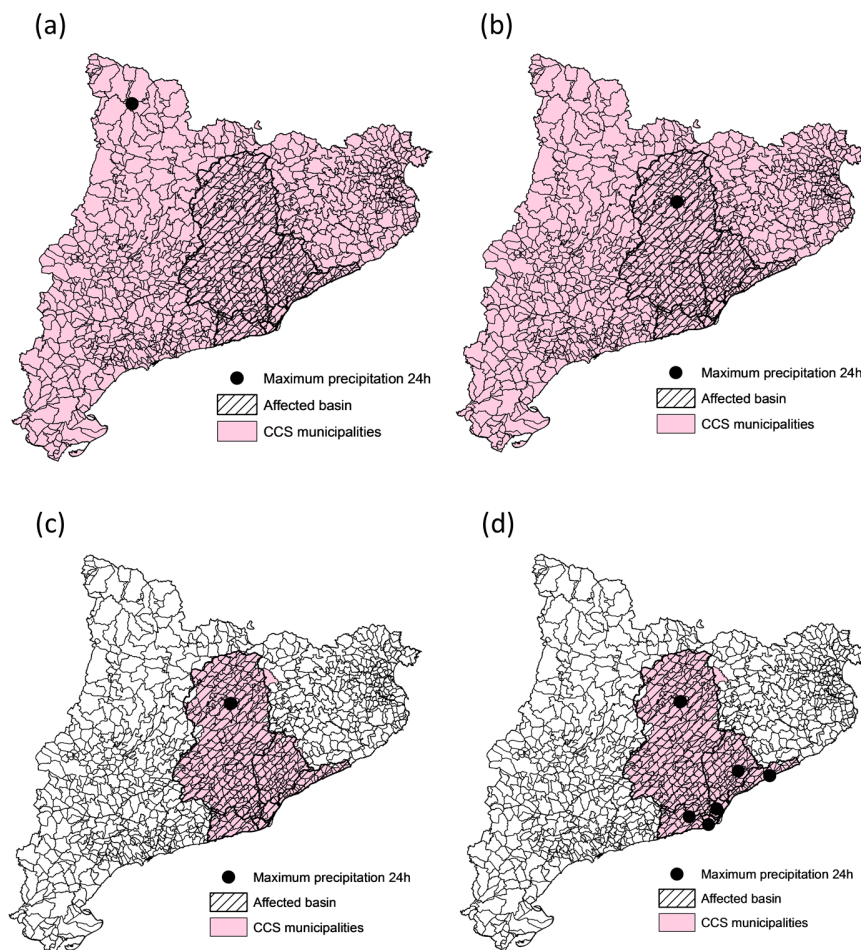 (a)
(b)
Maximum precipitation 24h
Affected basin
CCS municipalities
Maximum precipitation 24h
Affected basin
CCS municipalities
(c)
(d)
Maximum precipitation 24h
Affected basin
CCS municipalities
Maximum precipitation 24h
Affected basin
CCS municipalities